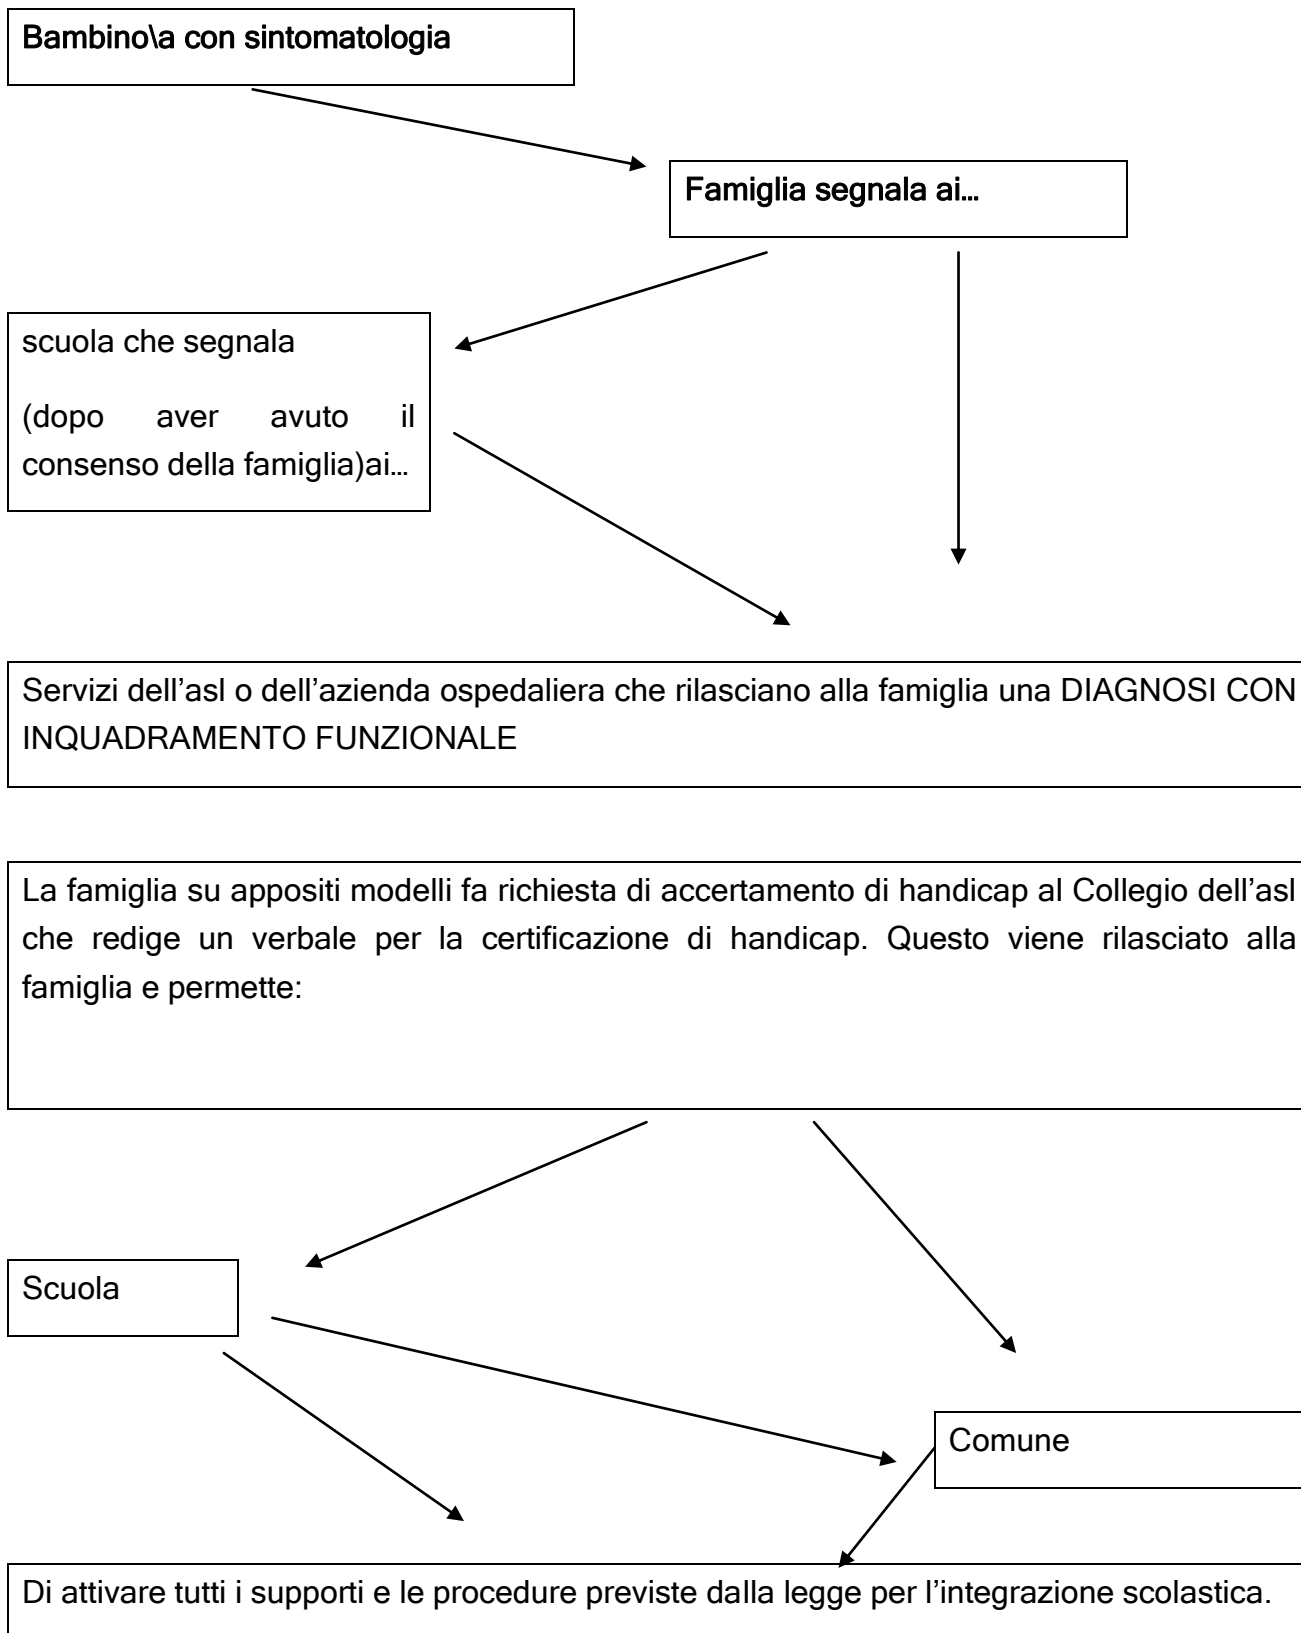 Bambino\a con sintomatologia
Famiglia segnala ai...
scuola che segnala
(dopo aver avuto il
consenso della famiglia)ai...
Servizi dell'asl o dell'azienda ospedaliera che rilasciano alla famiglia una DIAGNOSI CON
INQUADRAMENTO FUNZIONALE
La famiglia su appositi modelli fa richiesta di accertamento di handicap al Collegio dell'asl
che redige un verbale per la certificazione di handicap. Questo viene rilasciato alla
famiglia e permette:
Scuola
Comune
Di attivare tutti i supporti e le procedure previste dalla legge per l'integrazione scolastica.